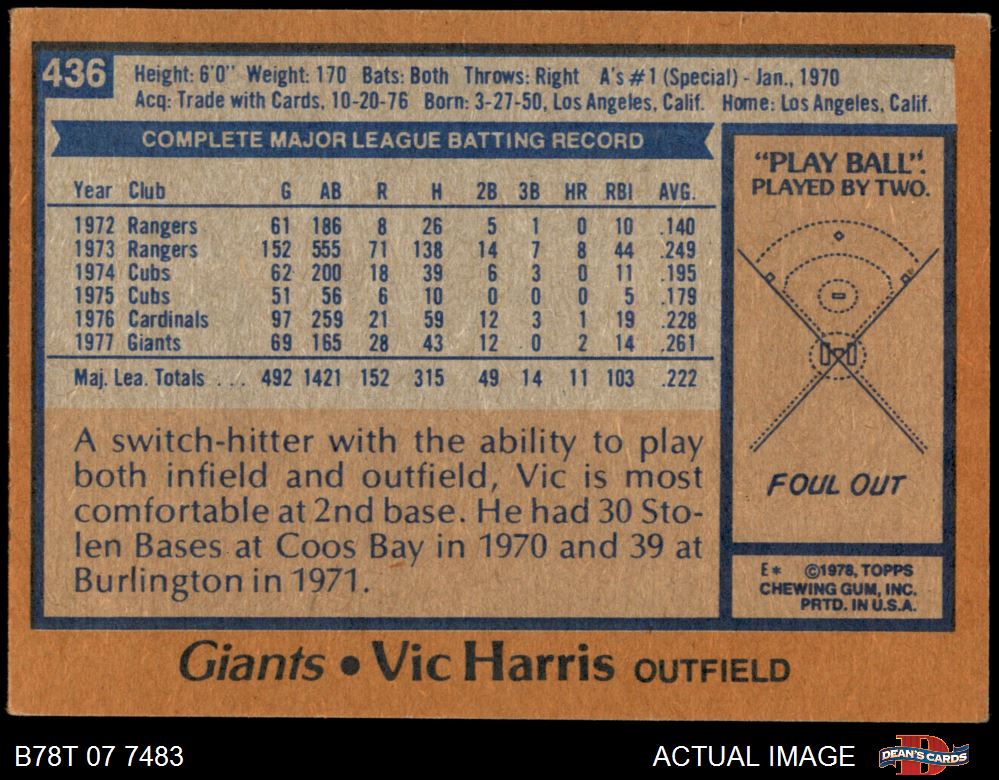 436
Height: 6'0" Weight: 170 Bats: Both Throws: Right A's #1 (Special) - Jan., 1970
Acq: Trade with Cards, 10-20-76 Born: 3-27-50, Los Angeles, Calif. Home: Los Angeles, Calif.
COMPLETE MAJOR LEAGUE BATTING RECORD
Year Club G AB R H 2B 3B HR RBI AVG.
1972 Rangers 61 186 8 26 5 1 0 10 .140
1973 Rangers 152 555 71 138 14 7 8 44 .249
1974 Cubs 62 200 18 39 6 3 0 11 .195
1975 Cubs 51 56 6 10 0 0 0 5 .179
1976 Cardinals 97 259 21 59 12 3 1 19 .228
1977 Giants 69 165 28 43 12 0 2 14 .261
Maj. Lea. Totals . . . 492 1421 152 315 49 14 11 103 .222
A switch-hitter with the ability to play
both infield and outfield, Vic is most
comfortable at 2nd base. He had 30 Sto-
len Bases at Coos Bay in 1970 and 39 at
Burlington in 1971.
"PLAY BALL":
PLAYED BY TWO.
FOUL OUT
E* ©1978, TOPPS
CHEWING GUM, INC.
PRTD. IN U.S.A.
Giants • Vic Harris OUTFIELD
B78T 07 7483
ACTUAL IMAGE
D
DEAN'S CARDS